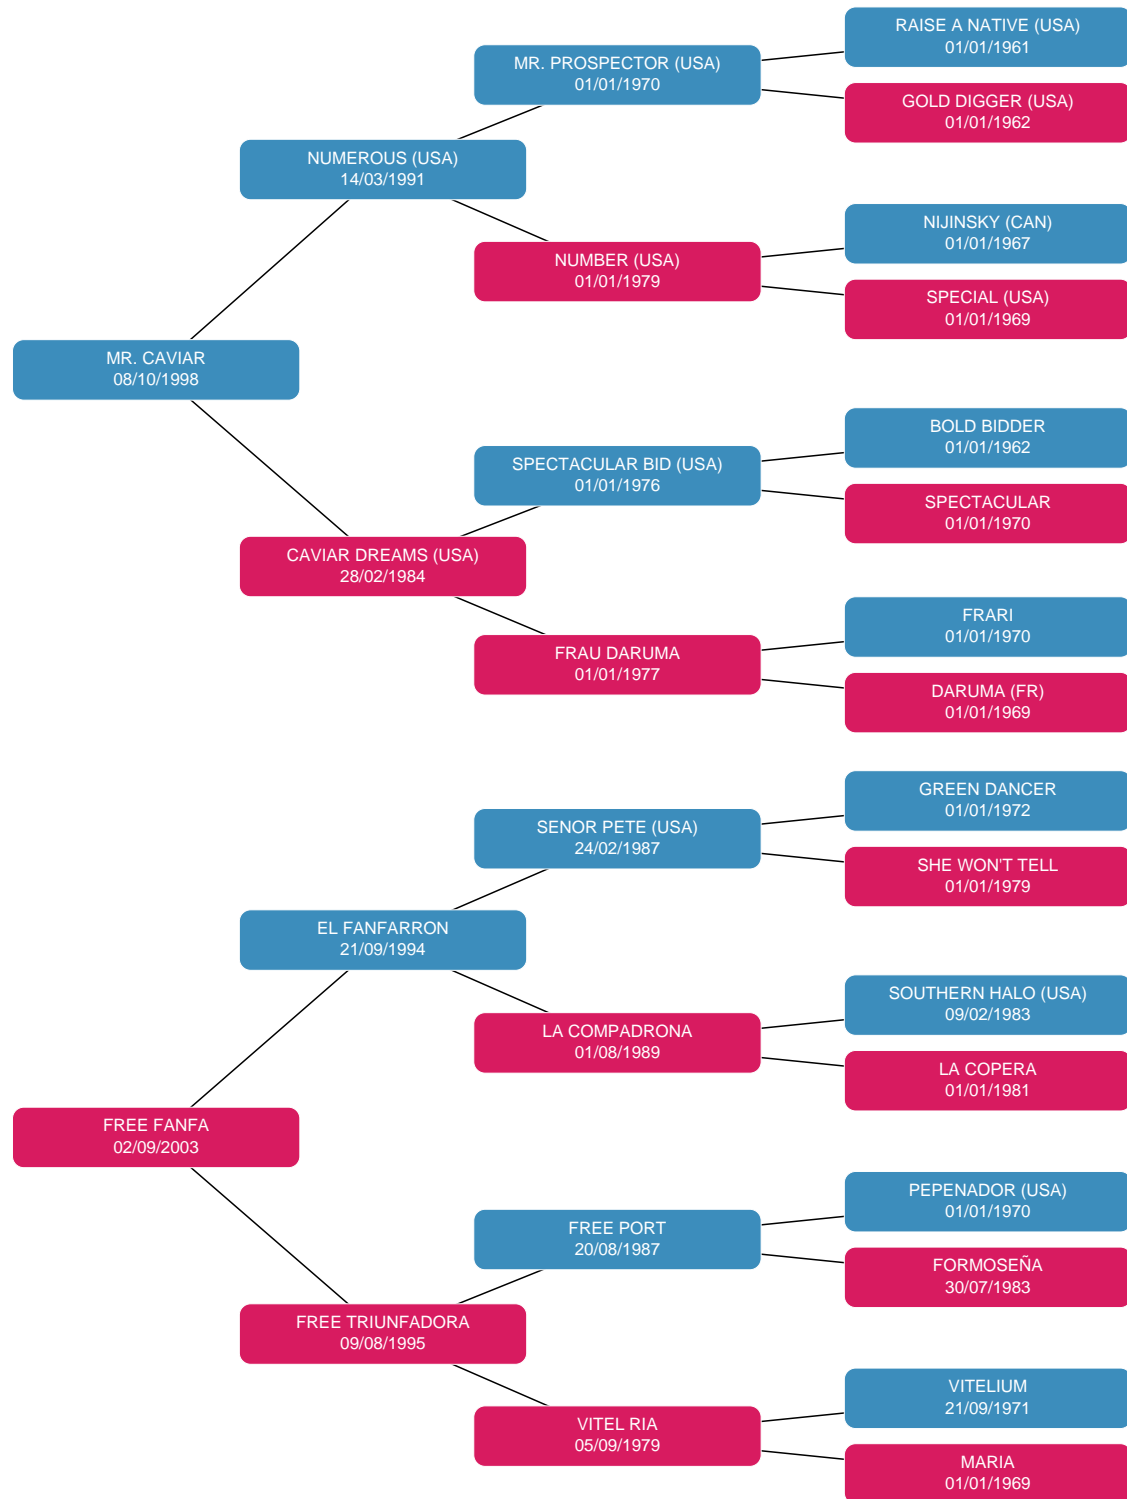 RAISE A NATIVE (USA)
01/01/1961
MR. PROSPECTOR (USA)
01/01/1970
GOLD DIGGER (USA)
01/01/1962
NUMEROUS (USA)
14/03/1991
NIJINSKY (CAN)
01/01/1967
NUMBER (USA)
01/01/1979
SPECIAL (USA)
01/01/1969
MR. CAVIAR
08/10/1998
BOLD BIDDER
01/01/1962
SPECTACULAR BID (USA)
01/01/1976
SPECTACULAR
01/01/1970
CAVIAR DREAMS (USA)
28/02/1984
FRARI
01/01/1970
FRAU DARUMA
01/01/1977
DARUMA (FR)
01/01/1969
GREEN DANCER
01/01/1972
SENOR PETE (USA)
24/02/1987
SHE WON'T TELL
01/01/1979
EL FANFARRON
21/09/1994
SOUTHERN HALO (USA)
09/02/1983
LA COMPADRONA
01/08/1989
LA COPERA
01/01/1981
FREE FANFA
02/09/2003
PEPENADOR (USA)
01/01/1970
FREE PORT
20/08/1987
FORMOSEÑA
30/07/1983
FREE TRIUNFADORA
09/08/1995
VITELIUM
21/09/1971
VITEL RIA
05/09/1979
MARIA
01/01/1969